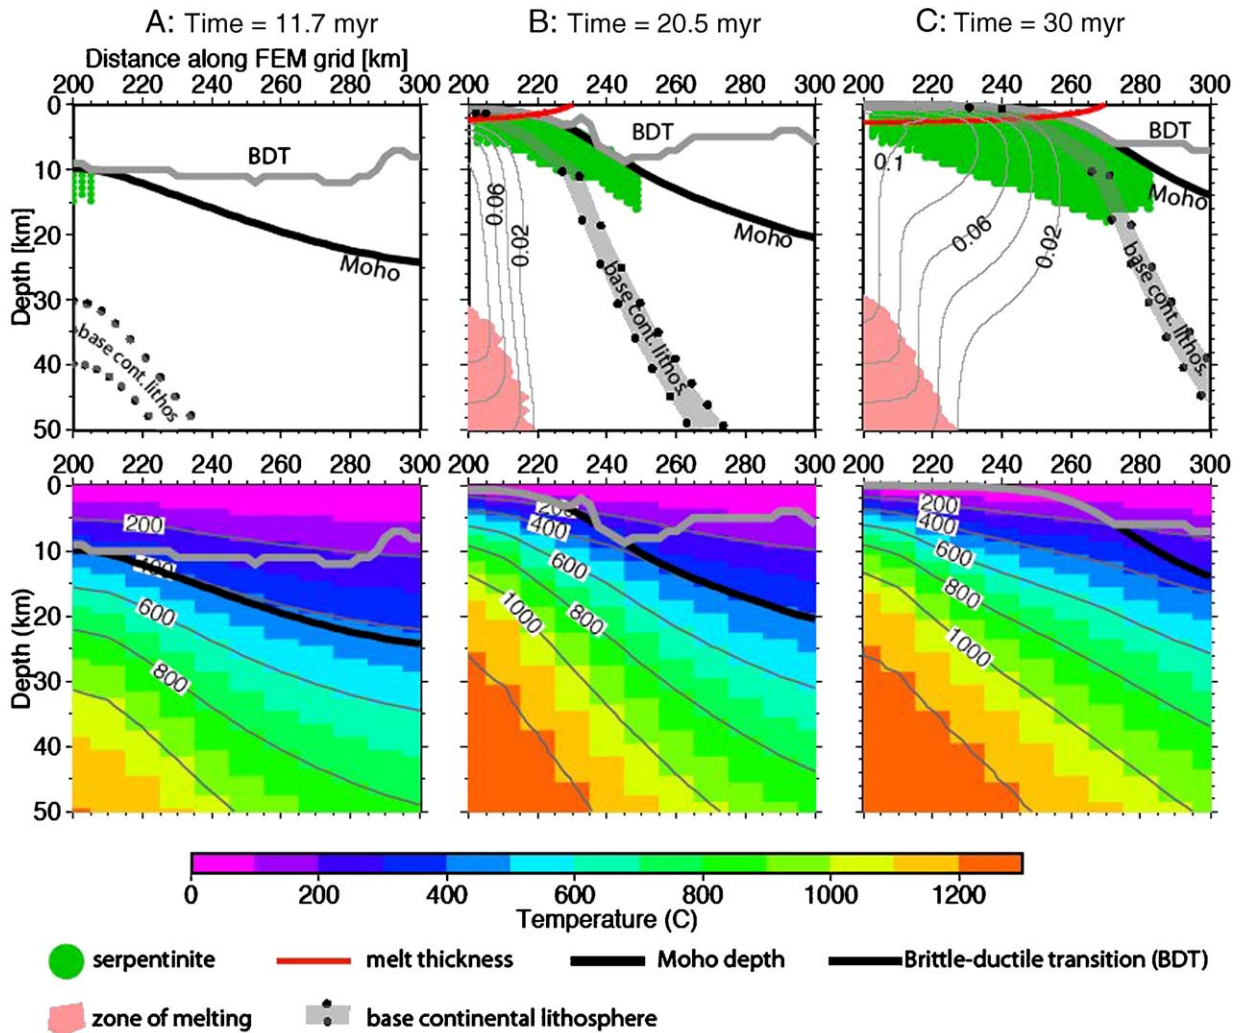 A: Time = 11.7 myr
B: Time = 20.5 myr
C: Time = 30 myr
Distance along FEM grid [km]
200 220 240 260 280 300
200 220 240 260 280 300
200 220 240 260 280 300
Depth [km]
0
10
20
30
40
50
BDT
Moho
base cont. lithos
BDT
Moho
0.06
0.02
base cont. lithos.
BDT
Moho
0.1
0.06
0.02
base cont. lithos.
200 220 240 260 280 300
200 220 240 260 280 300
200 220 240 260 280 300
Depth (km)
0
10
20
30
40
50
200
400
600
800
200
400
600
800
1000
200
400
600
800
1000
0 200 400 600 800 1000 1200
Temperature (C)
serpentinite
melt thickness
Moho depth
Brittle-ductile transition (BDT)
zone of melting
base continental lithosphere